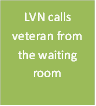 LVN calls
veteran from
the waiting
room